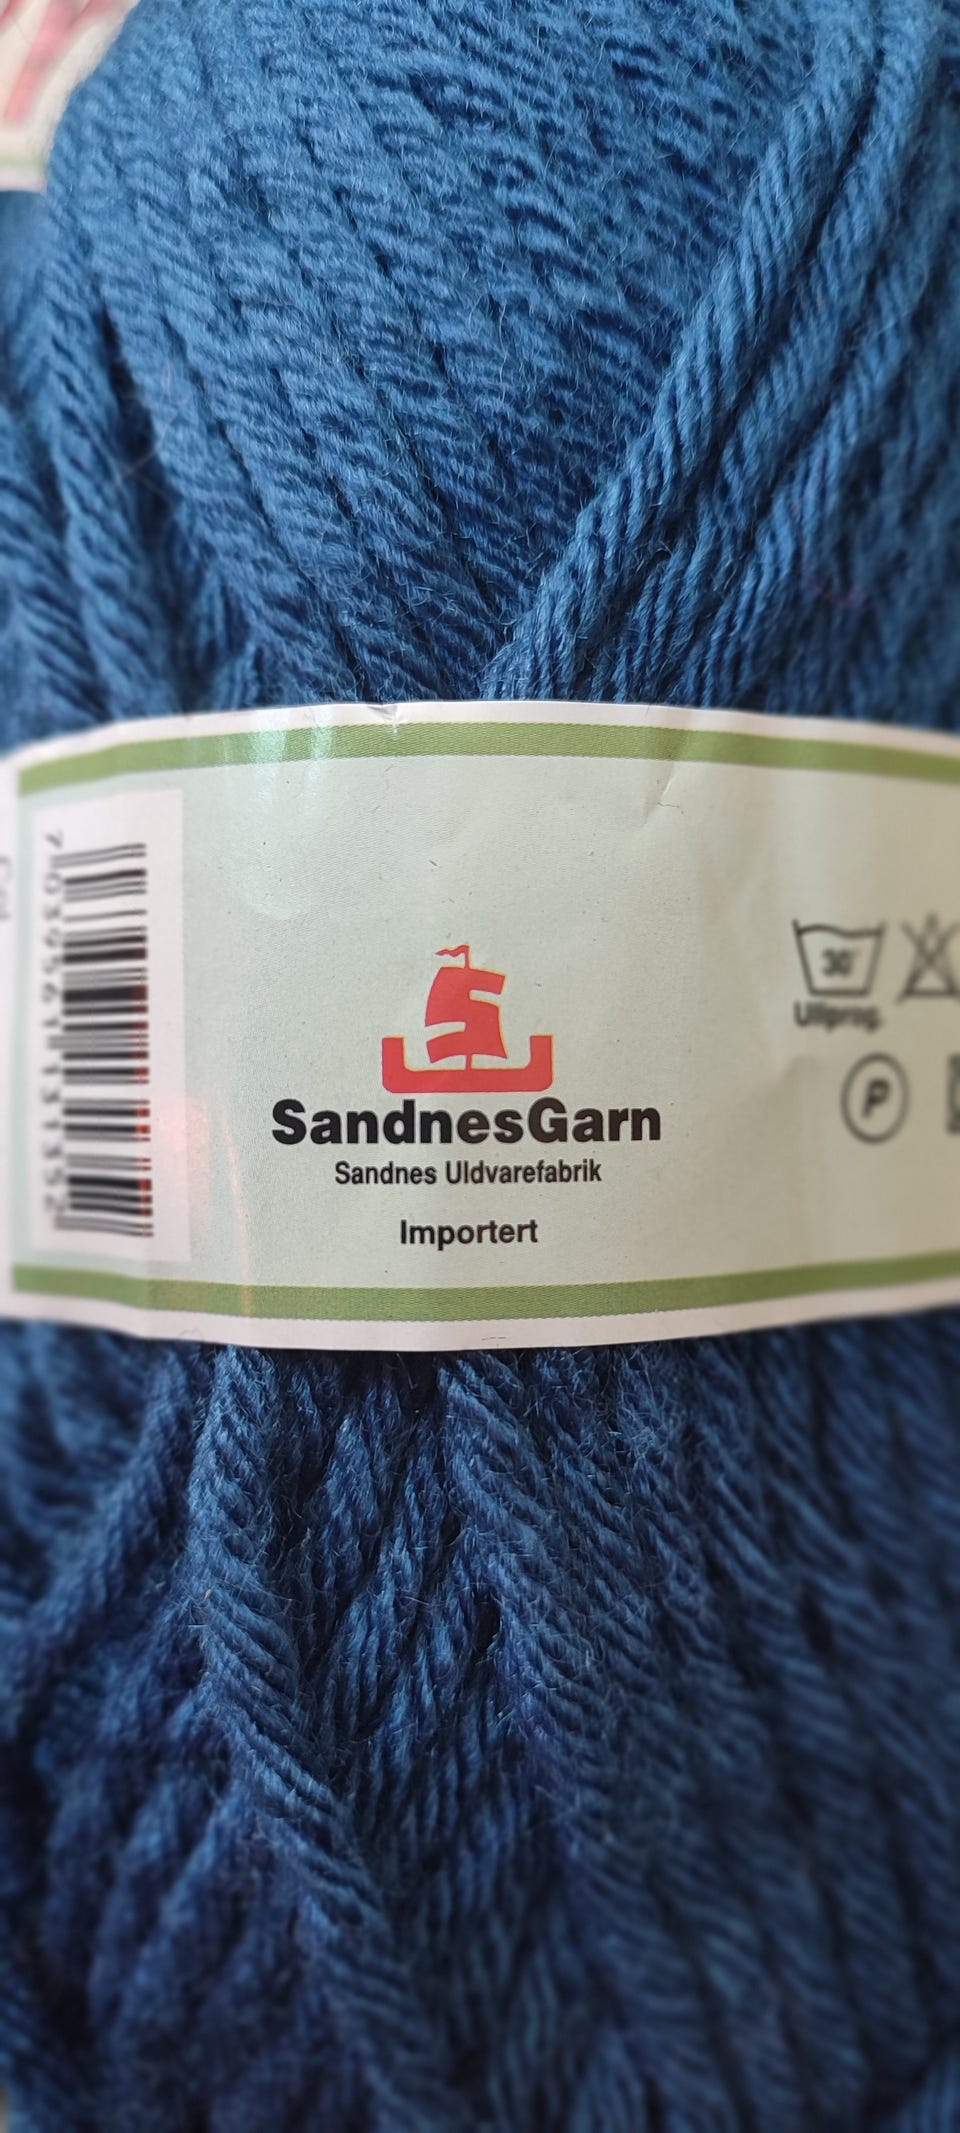 SandnesGarn
Sandnes Uldvarefabrik
Importert
30°
Ullprog.
P